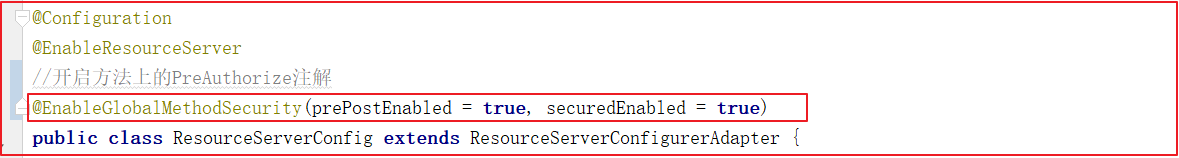 @Configuration
@EnableResourceServer
//开启方法上的PreAuthorize注解
@EnableGlobalMethodSecurity(prePostEnabled = true, securedEnabled = true)
public class ResourceServerConfig extends ResourceServerConfigurerAdapter {